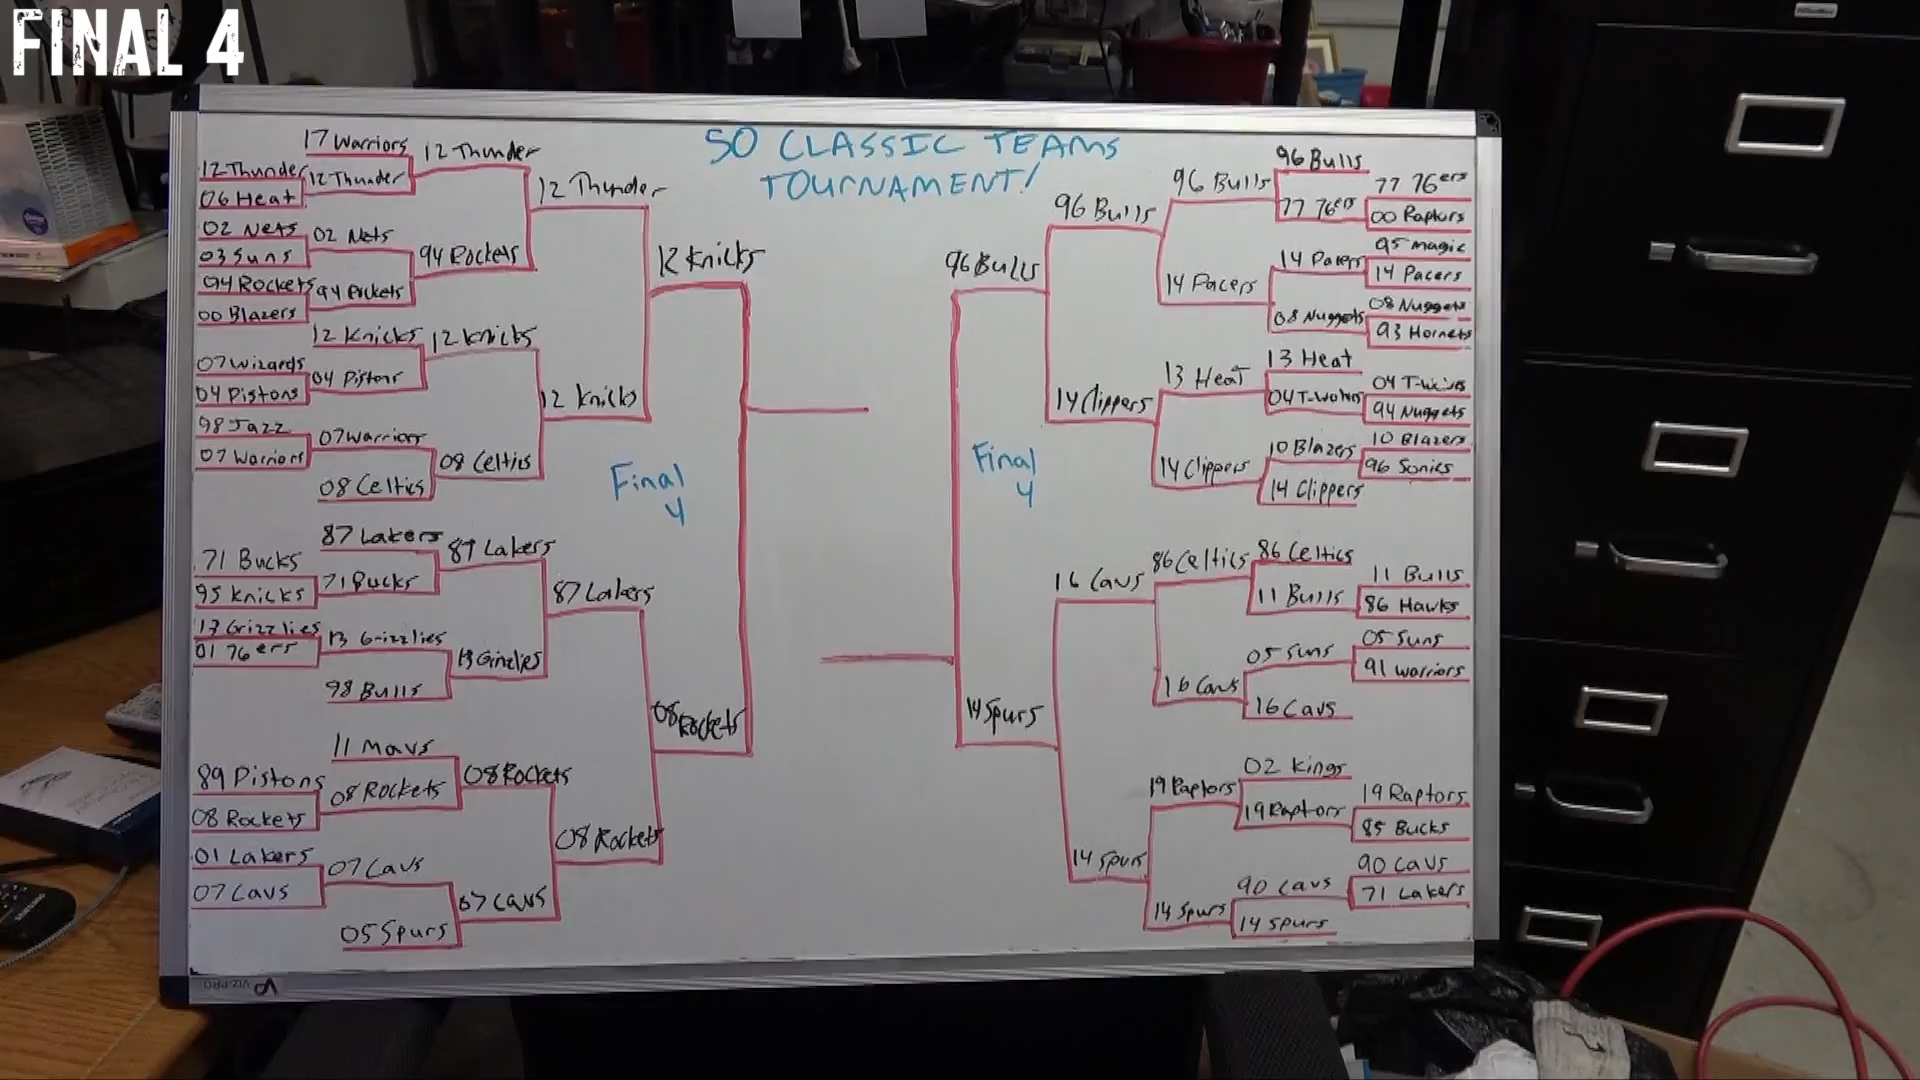 FINAL 4
50 CLASSIC TEAMS
TOURNAMENT!
17 Warriors
12 Thunder
06 Heat
12 Thunder
12 Thunder
02 Nets
03 Suns
02 Nets
94 Rockets
00 Blazers
94 Rockets
94 Rockets
12 Thunder
12 Knicks
07 Wizards
04 Pistons
04 Pistons
12 Knicks
98 Jazz
07 Warriors
07 Warriors
08 Celtics
08 Celtics
12 Knicks
12 Knicks
Final
4
87 Lakers
71 Bucks
95 Knicks
71 Bucks
87 Lakers
13 Grizzlies
01 76ers
13 Grizzlies
98 Bulls
13 Grizzlies
87 Lakers
11 Mavs
89 Pistons
08 Rockets
08 Rockets
08 Rockets
01 Lakers
07 Cavs
07 Cavs
05 Spurs
07 Cavs
08 Rockets
08 Rockets
96 Bulls
77 76ers
00 Raptors
77 76ers
96 Bulls
95 Magic
14 Pacers
14 Pacers
08 Nuggets
93 Hornets
08 Nuggets
14 Pacers
96 Bulls
13 Heat
04 T-Wolves
94 Nuggets
04 T-Wolves
13 Heat
10 Blazers
96 Sonics
10 Blazers
14 Clippers
14 Clippers
14 Clippers
96 Bulls
Final
4
86 Celtics
11 Bulls
86 Hawks
11 Bulls
86 Celtics
05 Suns
91 Warriors
05 Suns
16 Cavs
16 Cavs
16 Cavs
02 Kings
19 Raptors
85 Bucks
19 Raptors
19 Raptors
90 Cavs
71 Lakers
90 Cavs
14 Spurs
14 Spurs
14 Spurs
14 Spurs
VIZ-PRO